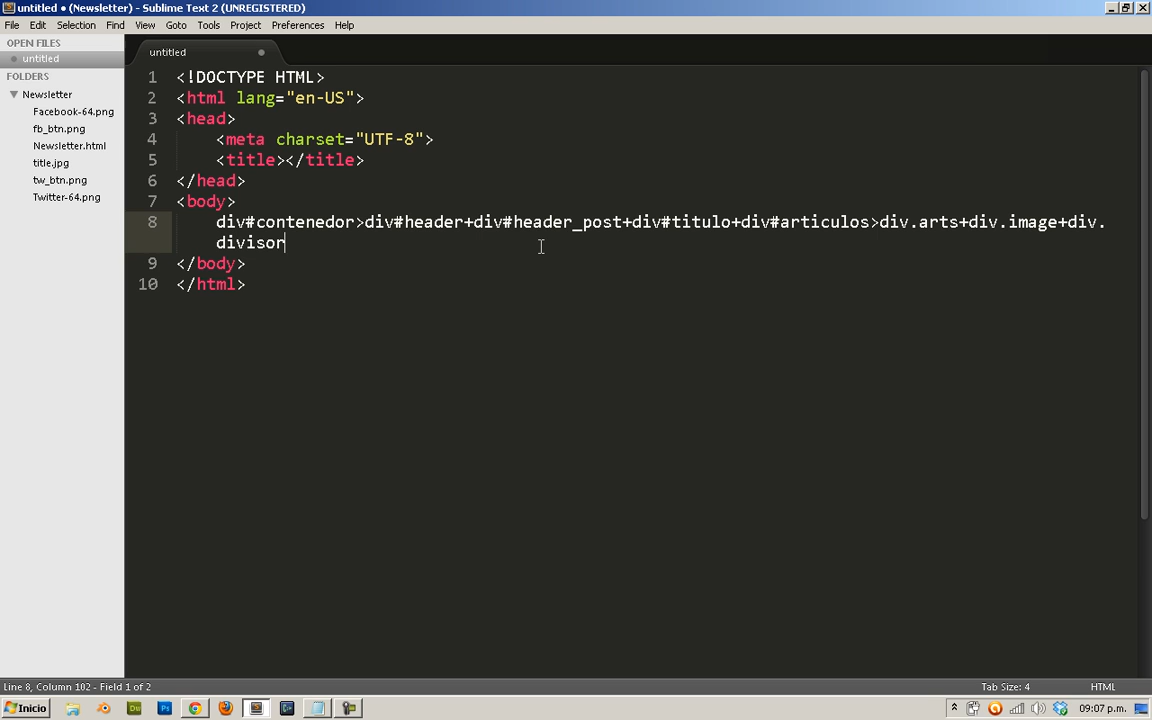 untitled • (Newsletter) - Sublime Text 2 (UNREGISTERED)
File Edit Selection Find View Goto Tools Project Preferences Help
OPEN FILES
untitled
FOLDERS
Newsletter
Facebook-64.png
fb_btn.png
Newsletter.html
title.jpg
tw_btn.png
Twitter-64.png
untitled
1 <!DOCTYPE HTML>
2 <html lang="en-US">
3 <head>
4 <meta charset="UTF-8">
5 <title></title>
6 </head>
7 <body>
8 div#contenedor>div#header+div#header_post+div#titulo+div#articulos>div.arts+div.image+div.
divisor
9 </body>
10 </html>
Line 8, Column 102 - Field 1 of 2
Tab Size: 4
HTML
Inicio
Dw
Ps
09:07 p.m.